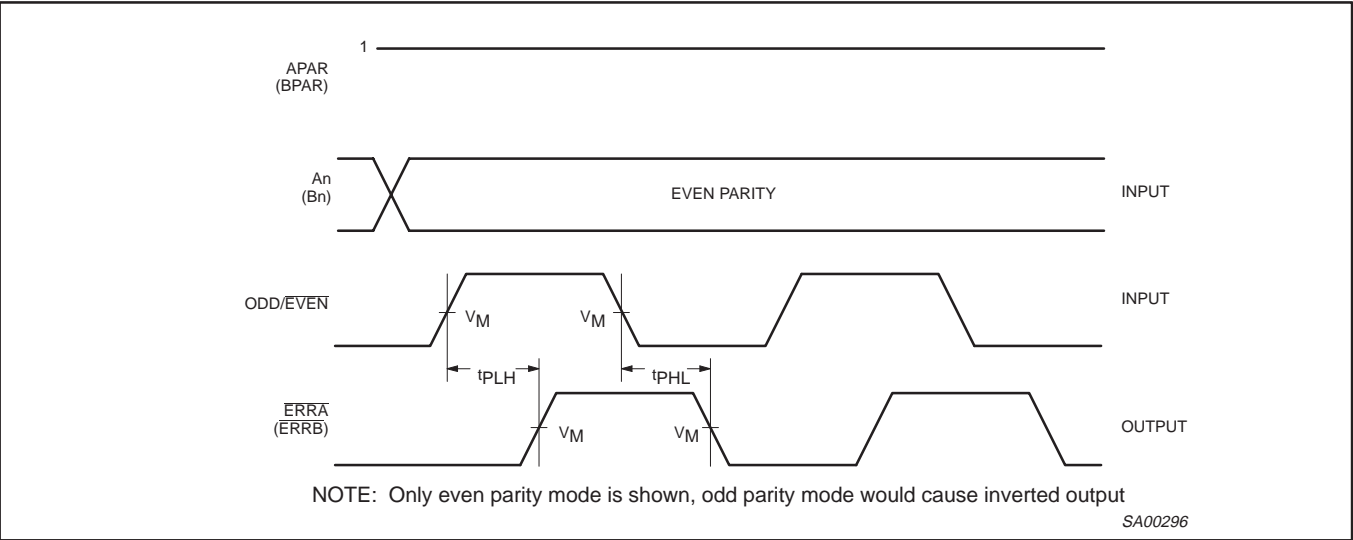 1
APAR
(BPAR)
An
(Bn)
EVEN PARITY
INPUT
ODD/EVEN
VM
VM
INPUT
tPLH
tPHL
ERRA
(ERRB)
VM
VM
OUTPUT
NOTE: Only even parity mode is shown, odd parity mode would cause inverted output
SA00296